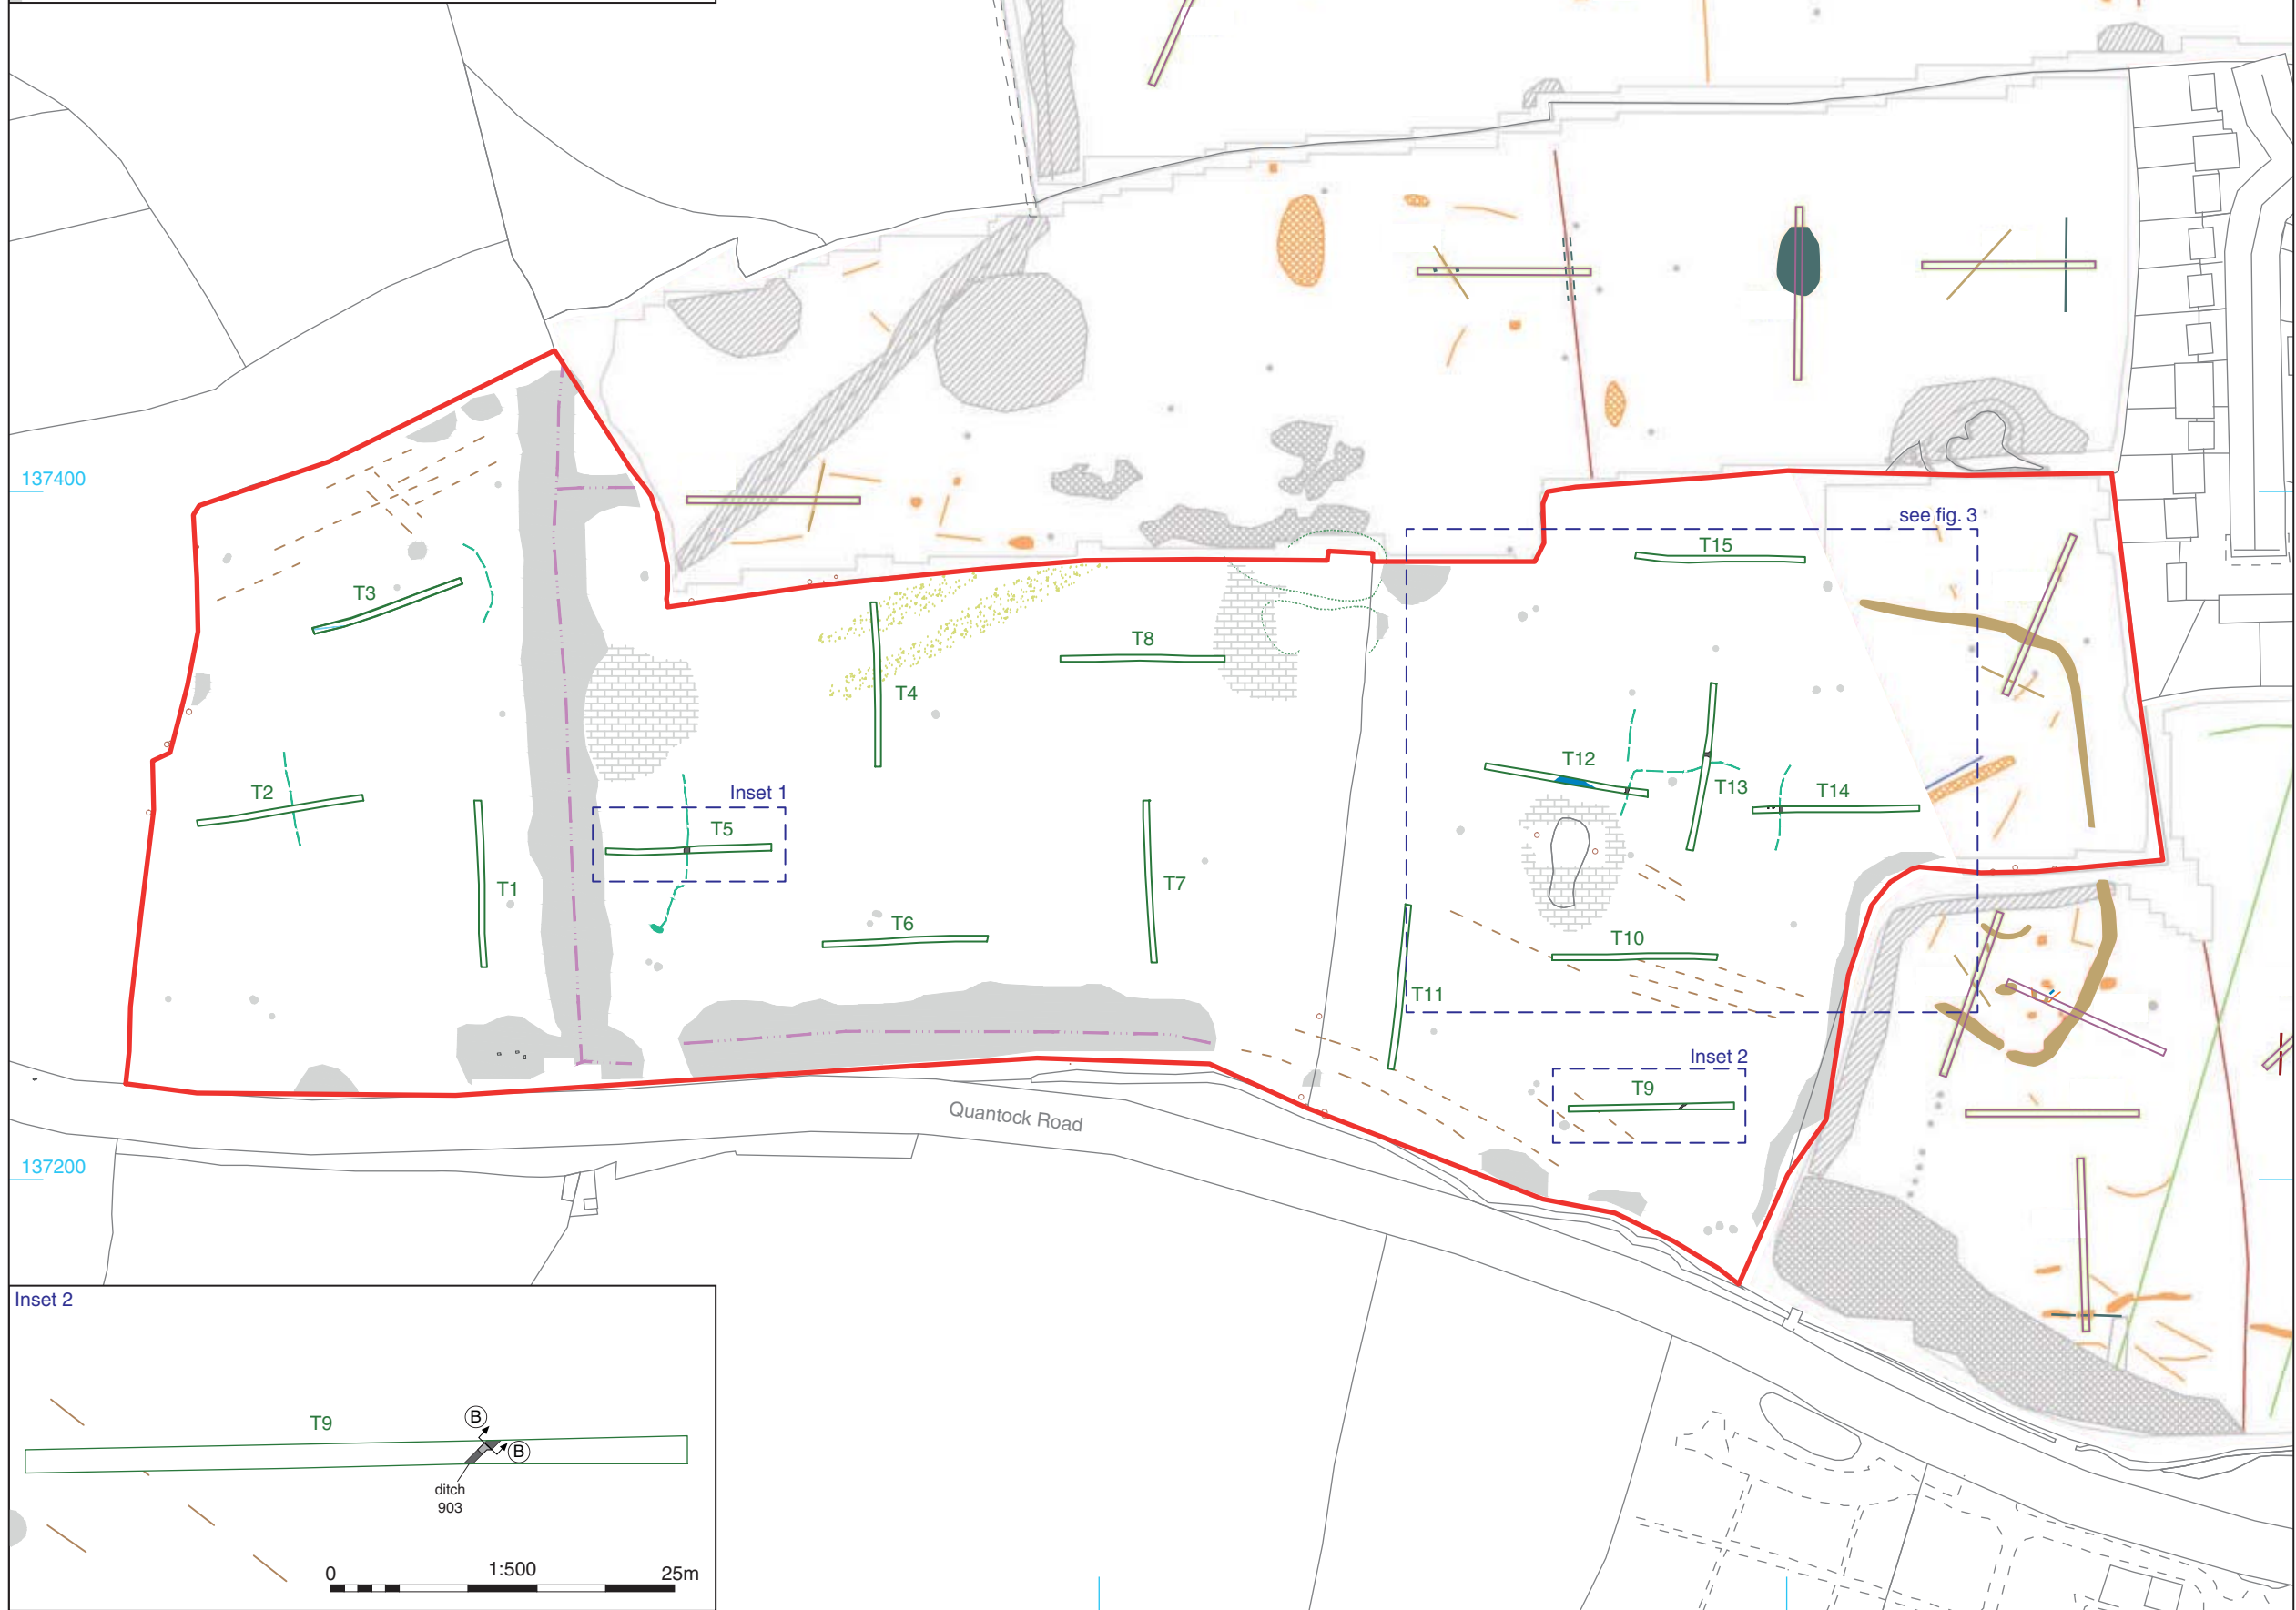 137400
see fig. 3
T15
T3
T8
T4
T12
T13
T14
T2
Inset 1
T5
T1
T7
T6
T10
T11
Inset 2
T9
Quantock Road
137200
Inset 2
T9
B
B
ditch
903
0 1:500 25m